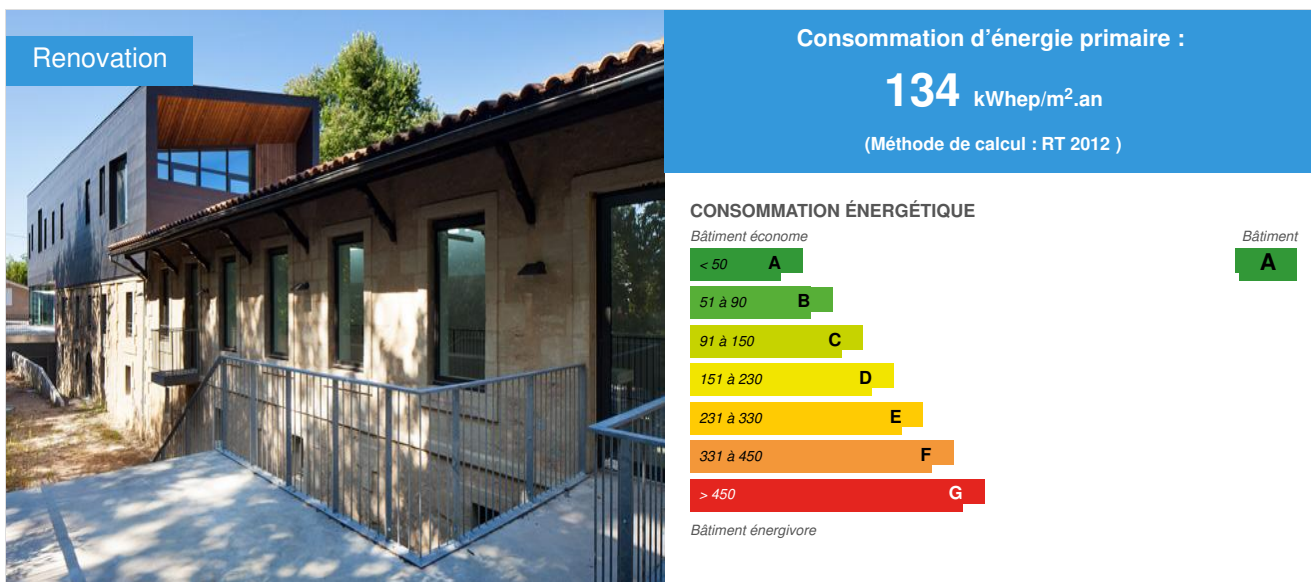 Renovation
Consommation d'énergie primaire :
134 kWhep/m².an
(Méthode de calcul : RT 2012 )
CONSOMMATION ÉNERGÉTIQUE
Bâtiment économe
Bâtiment
< 50 A
A
51 à 90 B
91 à 150 C
151 à 230 D
231 à 330 E
331 à 450 F
> 450 G
Bâtiment énergivore